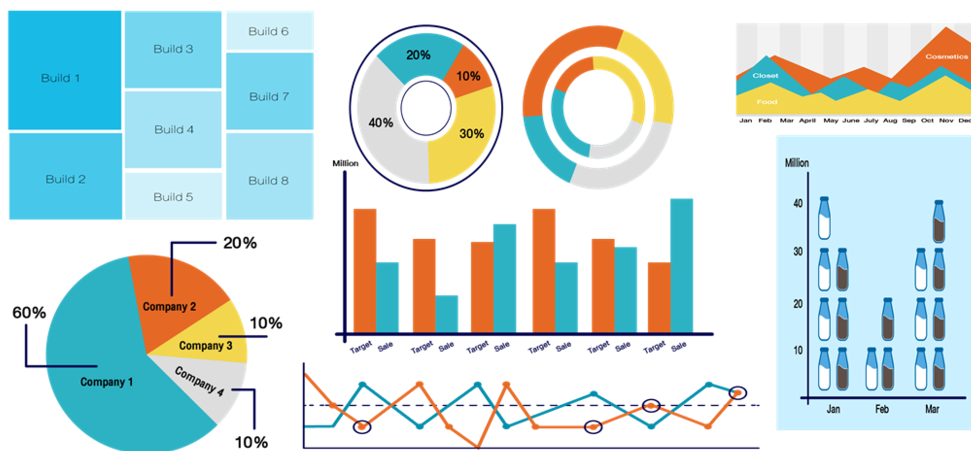 Build 1
Build 2
Build 3
Build 4
Build 5
Build 6
Build 7
Build 8
20%
10%
30%
40%
Cosmetics
Closet
Food
Jan Feb Mar April May June July Aug Sep Oct Nov Dec
60%
20%
10%
10%
Company 1
Company 2
Company 3
Company 4
Million
Target Sale Target Sale Target Sale Target Sale Target Sale Target Sale
Million
40
30
20
10
Jan Feb Mar